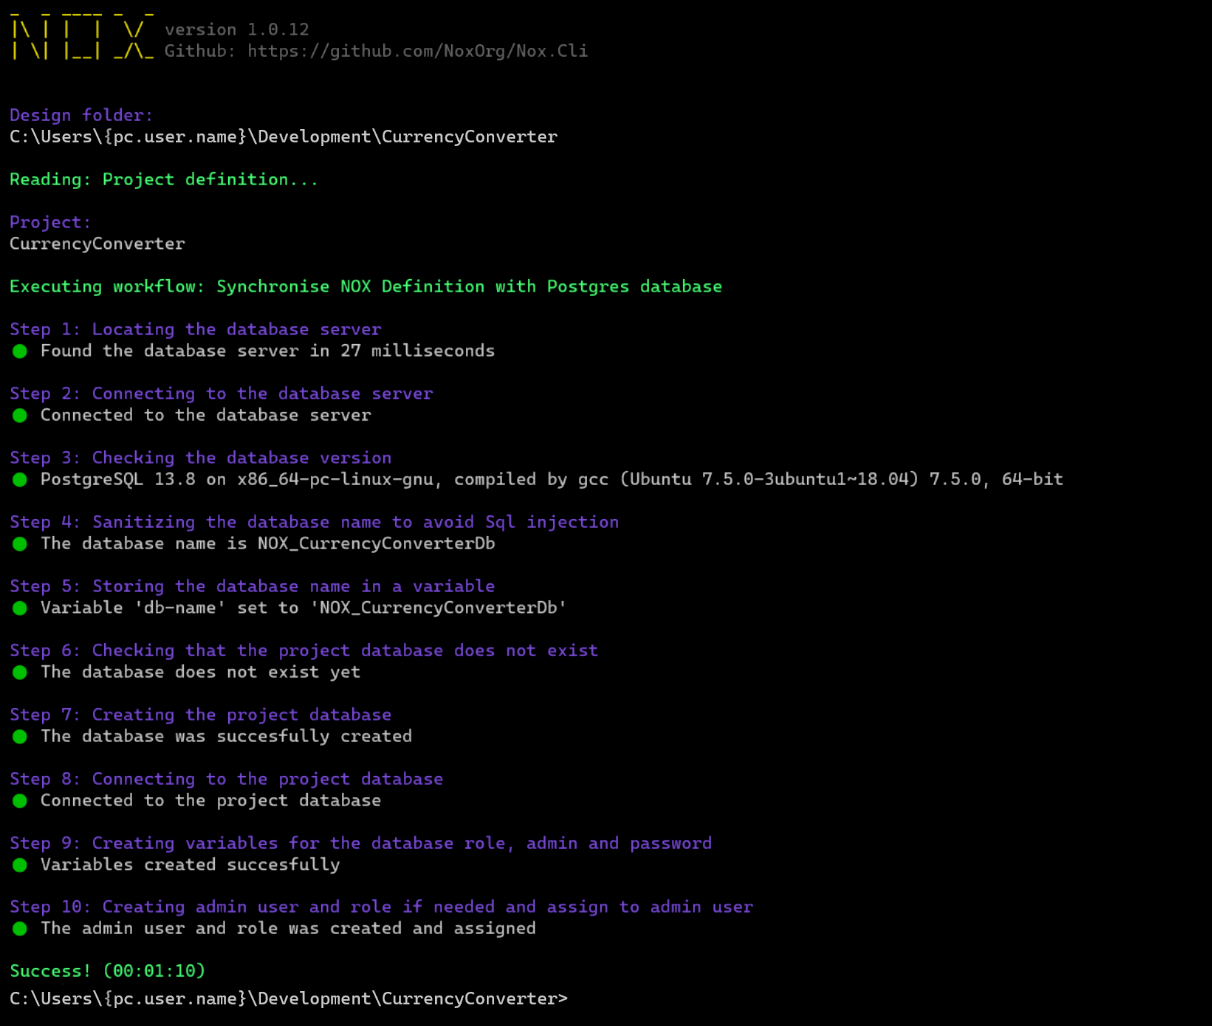 NOX
version 1.0.12
Github: https://github.com/NoxOrg/Nox.Cli
Design folder:
C:\Users\{pc.user.name}\Development\CurrencyConverter
Reading: Project definition...
Project:
CurrencyConverter
Executing workflow: Synchronise NOX Definition with Postgres database
Step 1: Locating the database server
Found the database server in 27 milliseconds
Step 2: Connecting to the database server
Connected to the database server
Step 3: Checking the database version
PostgreSQL 13.8 on x86_64-pc-linux-gnu, compiled by gcc (Ubuntu 7.5.0-3ubuntu1~18.04) 7.5.0, 64-bit
Step 4: Sanitizing the database name to avoid Sql injection
The database name is NOX_CurrencyConverterDb
Step 5: Storing the database name in a variable
Variable 'db-name' set to 'NOX_CurrencyConverterDb'
Step 6: Checking that the project database does not exist
The database does not exist yet
Step 7: Creating the project database
The database was succesfully created
Step 8: Connecting to the project database
Connected to the project database
Step 9: Creating variables for the database role, admin and password
Variables created succesfully
Step 10: Creating admin user and role if needed and assign to admin user
The admin user and role was created and assigned
Success! (00:01:10)
C:\Users\{pc.user.name}\Development\CurrencyConverter>